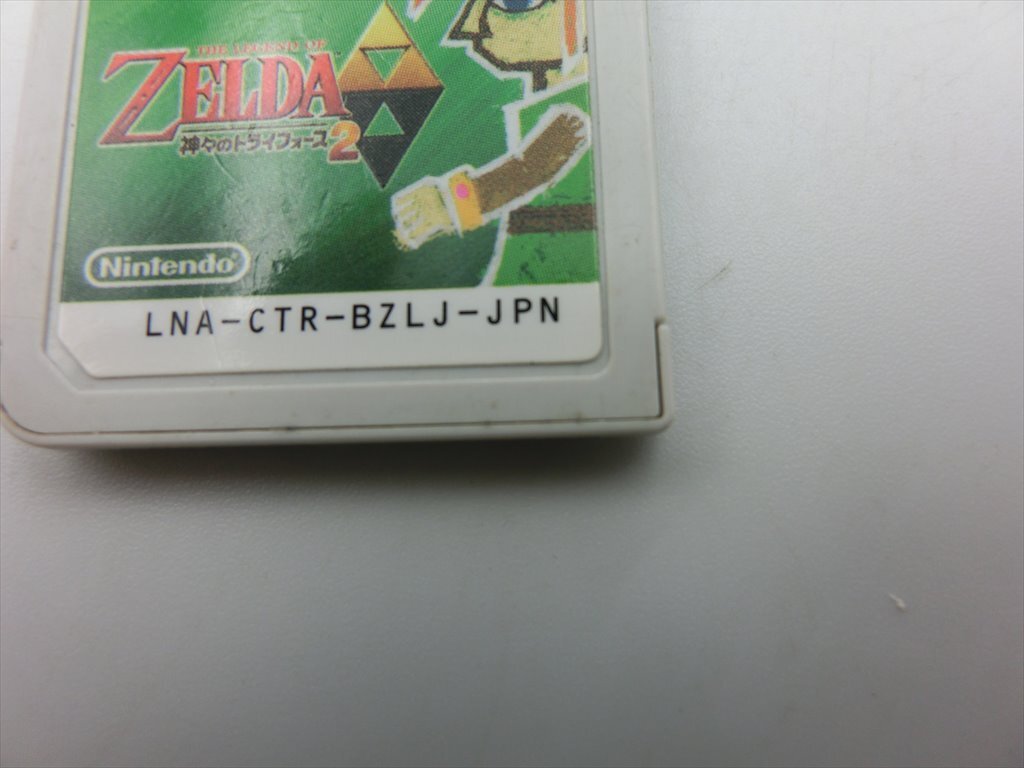 THE LEGEND OF
ZELDA
神々のトライフォース2
Nintendo
LNA-CTR-BZLJ-JPN